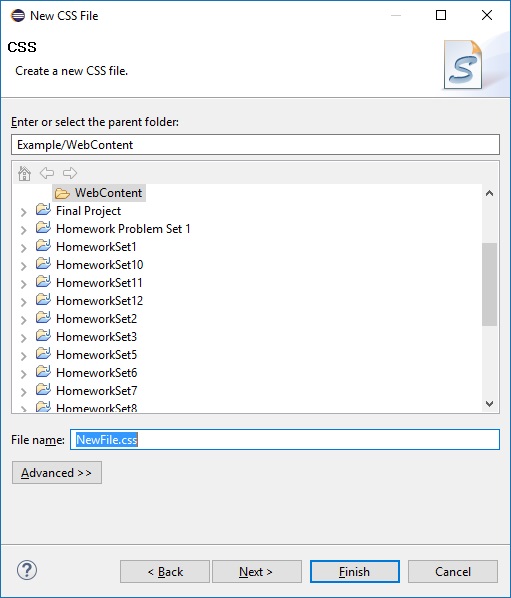 New CSS File
CSS
Create a new CSS file.
Enter or select the parent folder:
Example/WebContent
WebContent
Final Project
Homework Problem Set 1
HomeworkSet1
HomeworkSet10
HomeworkSet11
HomeworkSet12
HomeworkSet2
HomeworkSet3
HomeworkSet5
HomeworkSet6
HomeworkSet7
HomeworkSet8
File name: NewFile.css
Advanced >>
? < Back Next > Finish Cancel